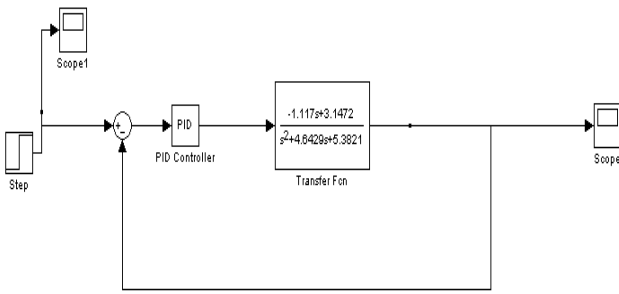 Scope1
+
-
PID
PID Controller
-1.117s+3.1472
s²+4.6429s+5.3821
Transfer Fcn
Step
Scope